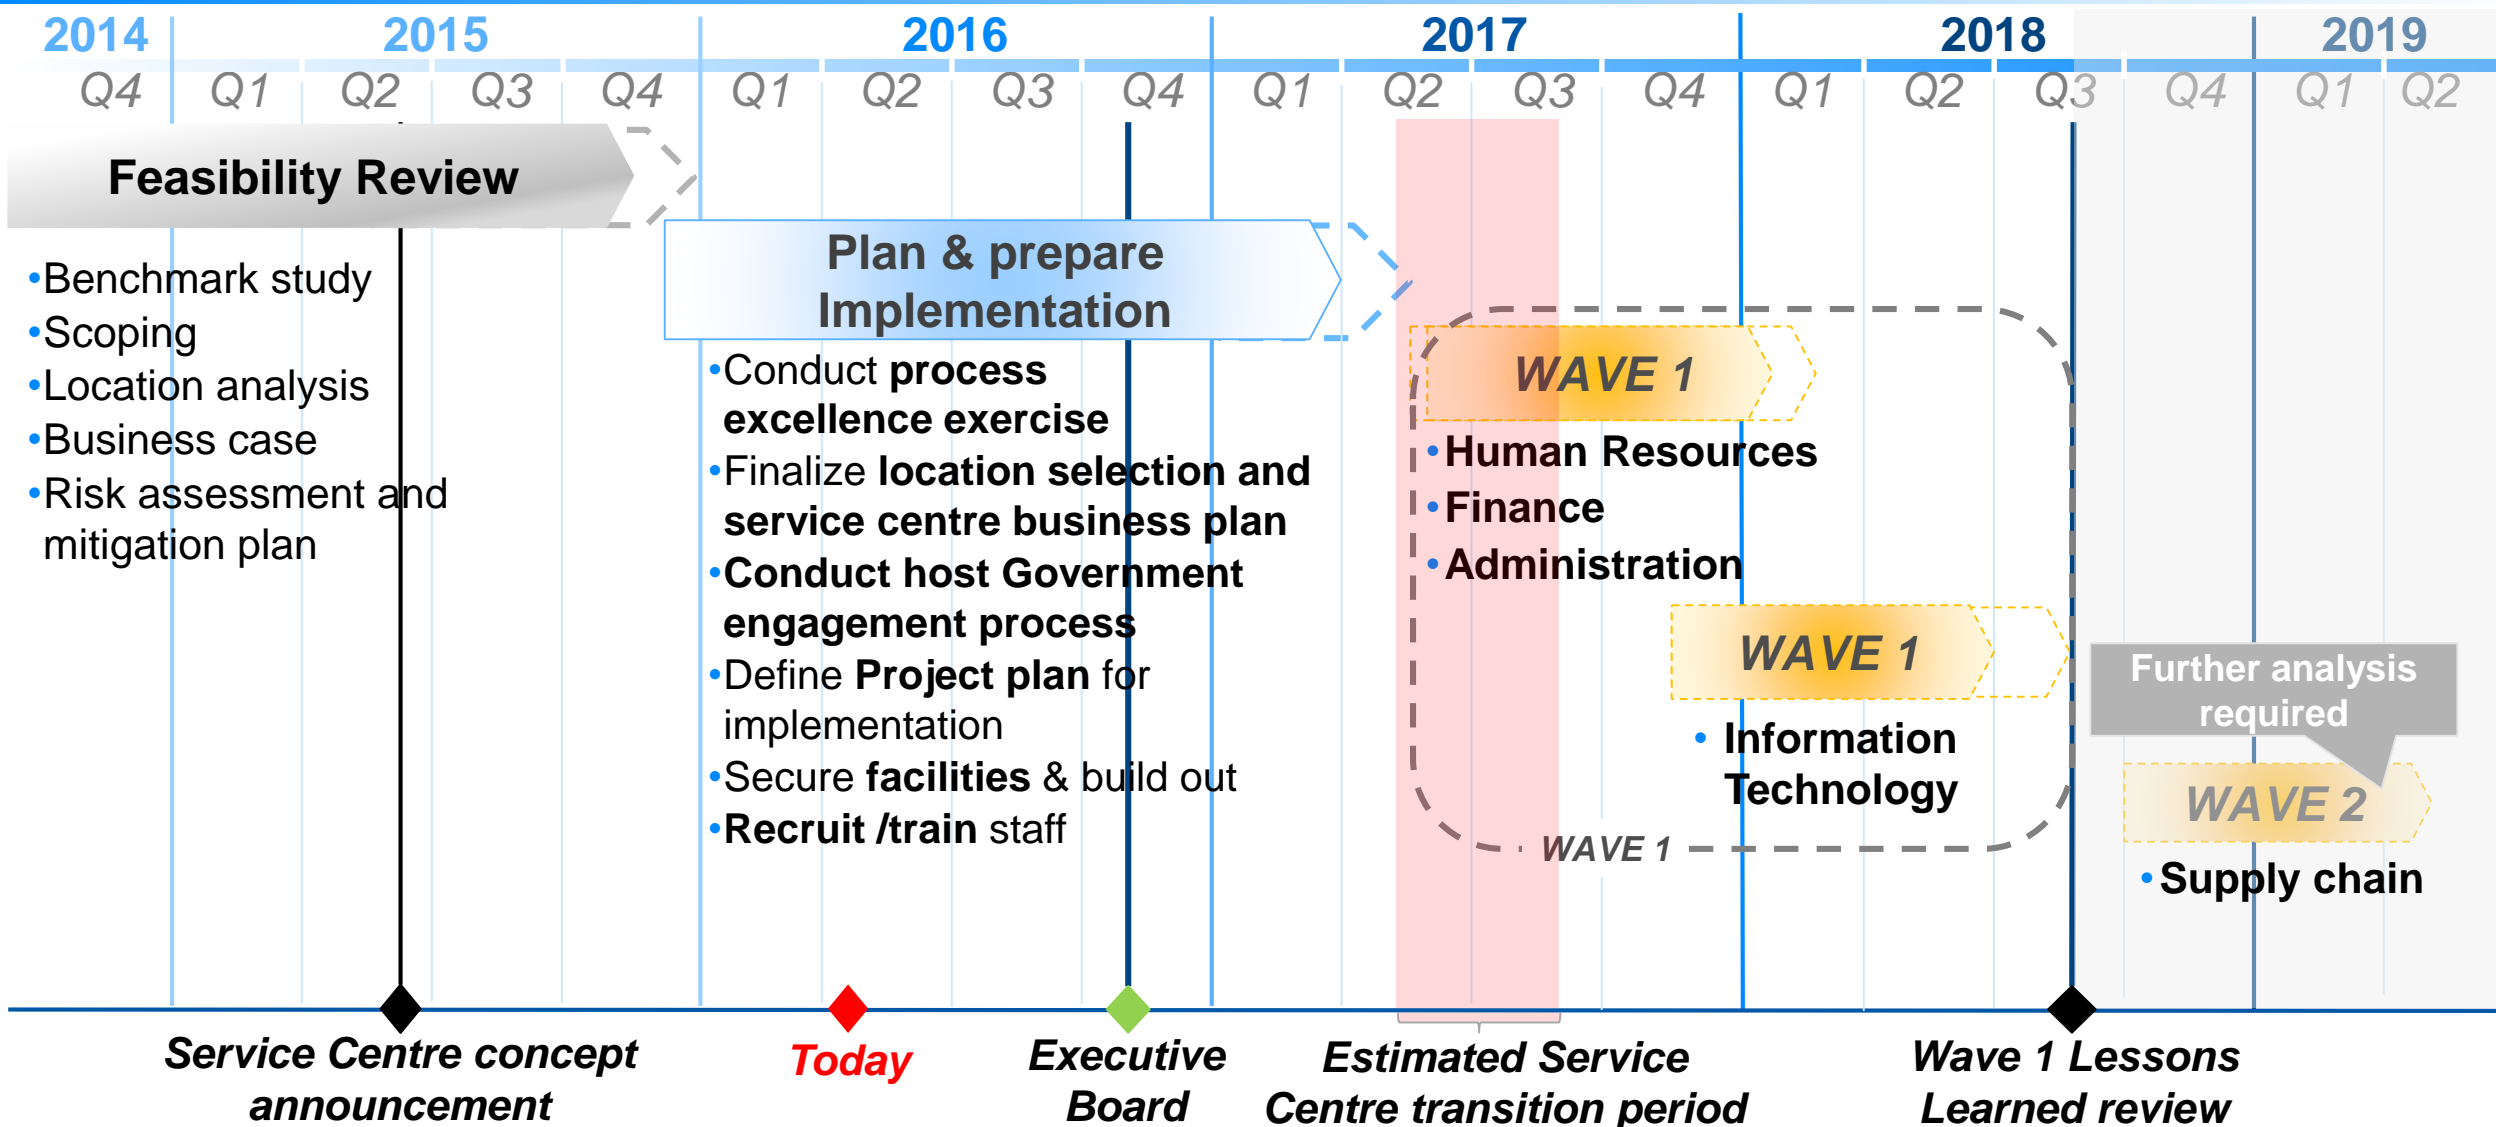 2014 2015 2016 2017 2018 2019
Q4 Q1 Q2 Q3 Q4 Q1 Q2 Q3 Q4 Q1 Q2 Q3 Q4 Q1 Q2 Q3 Q4 Q1 Q2
Feasibility Review
•Benchmark study
•Scoping
•Location analysis
•Business case
•Risk assessment and
mitigation plan
Plan & prepare
Implementation
•Conduct process
excellence exercise
•Finalize location selection and
service centre business plan
•Conduct host Government
engagement process
•Define Project plan for
implementation
•Secure facilities & build out
•Recruit /train staff
WAVE 1
•Human Resources
•Finance
•Administration
WAVE 1
• Information
Technology
WAVE 1
Further analysis
required
WAVE 2
•Supply chain
Service Centre concept
announcement
Today
Executive
Board
Estimated Service
Centre transition period
Wave 1 Lessons
Learned review